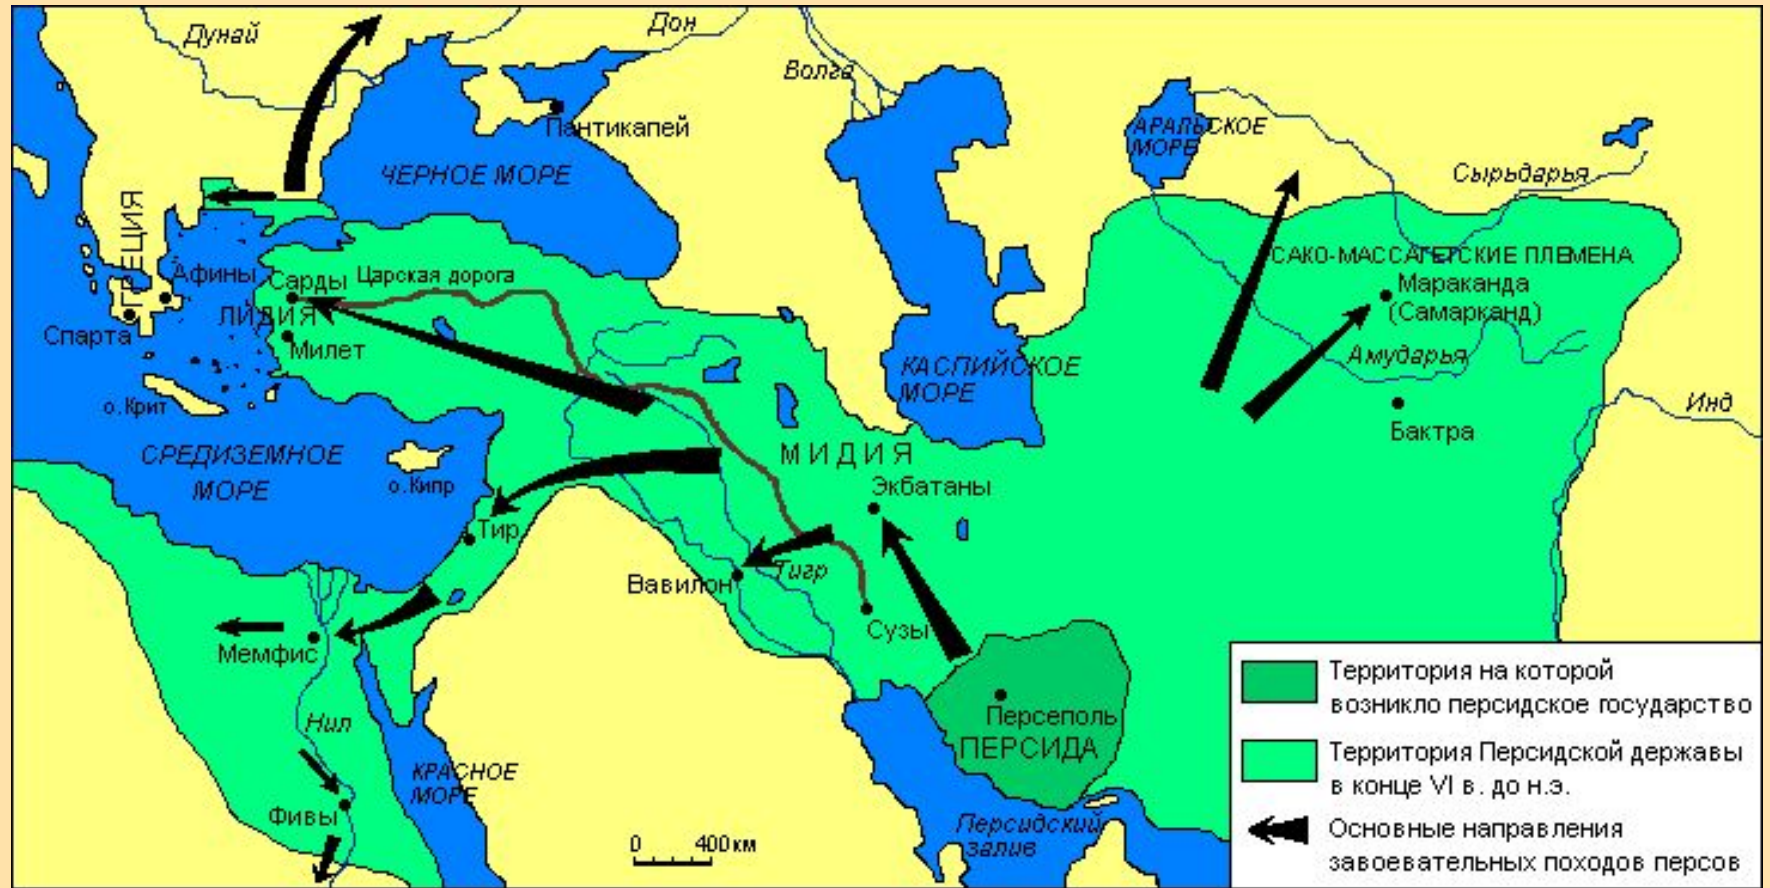 Дунай
Дон
Волга
Пантикапей
АРАЛЬСКОЕ
МОРЕ
ЧЕРНОЕ МОРЕ
Сырьдарья
ГРЕЦИЯ
САКО-МАССАГЕТСКИЕ ПЛЕМЕНА
Афины
Сарды
Царская дорога
Мараканда
(Самарканд)
ЛИДИЯ
Спарта
Милет
Амударья
КАСПИЙСКОЕ
МОРЕ
о.Крит
Инд
Бактра
СРЕДИЗЕМНОЕ
МОРЕ
МИДИЯ
о.Кипр
Экбатаны
Тир
Тигр
Вавилон
Сузы
Мемфис
Нил
Персеполь
ПЕРСИДА
КРАСНОЕ
МОРЕ
Фивы
Персидский
залив
0 400 км
Территория на которой
возникло персидское государство
Территория Персидской державы
в конце VI в. до н.э.
Основные направления
завоевательных походов персов